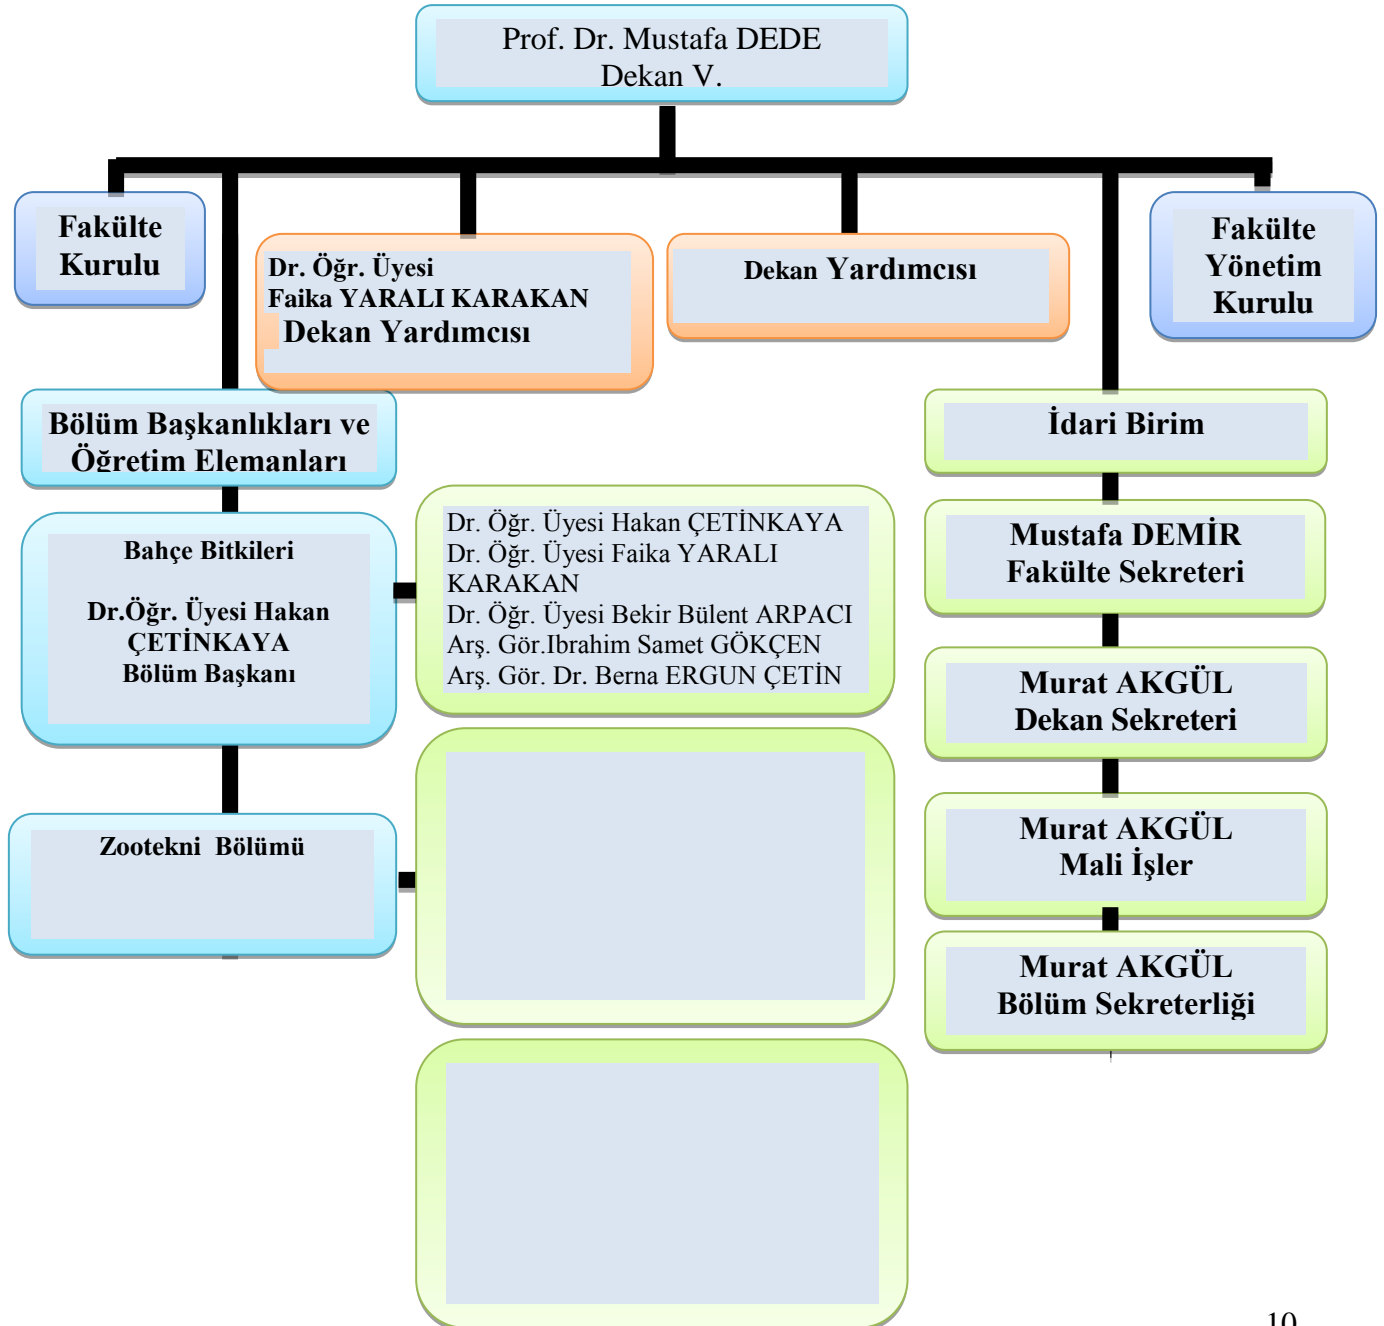 Prof. Dr. Mustafa DEDE
Dekan V.
Fakülte
Kurulu
Dr. Öğr. Üyesi
Faika YARALI KARAKAN
Dekan Yardımcısı
Dekan Yardımcısı
Fakülte
Yönetim
Kurulu
Bölüm Başkanlıkları ve
Öğretim Elemanları
İdari Birim
Bahçe Bitkileri
Dr.Öğr. Üyesi Hakan
ÇETİNKAYA
Bölüm Başkanı
Dr. Öğr. Üyesi Hakan ÇETİNKAYA
Dr. Öğr. Üyesi Faika YARALI
KARAKAN
Dr. Öğr. Üyesi Bekir Bülent ARPACI
Arş. Gör.Ibrahim Samet GÖKÇEN
Arş. Gör. Dr. Berna ERGUN ÇETİN
Mustafa DEMİR
Fakülte Sekreteri
Murat AKGÜL
Dekan Sekreteri
Zootekni Bölümü
Murat AKGÜL
Mali İşler
Murat AKGÜL
Bölüm Sekreterliği
10